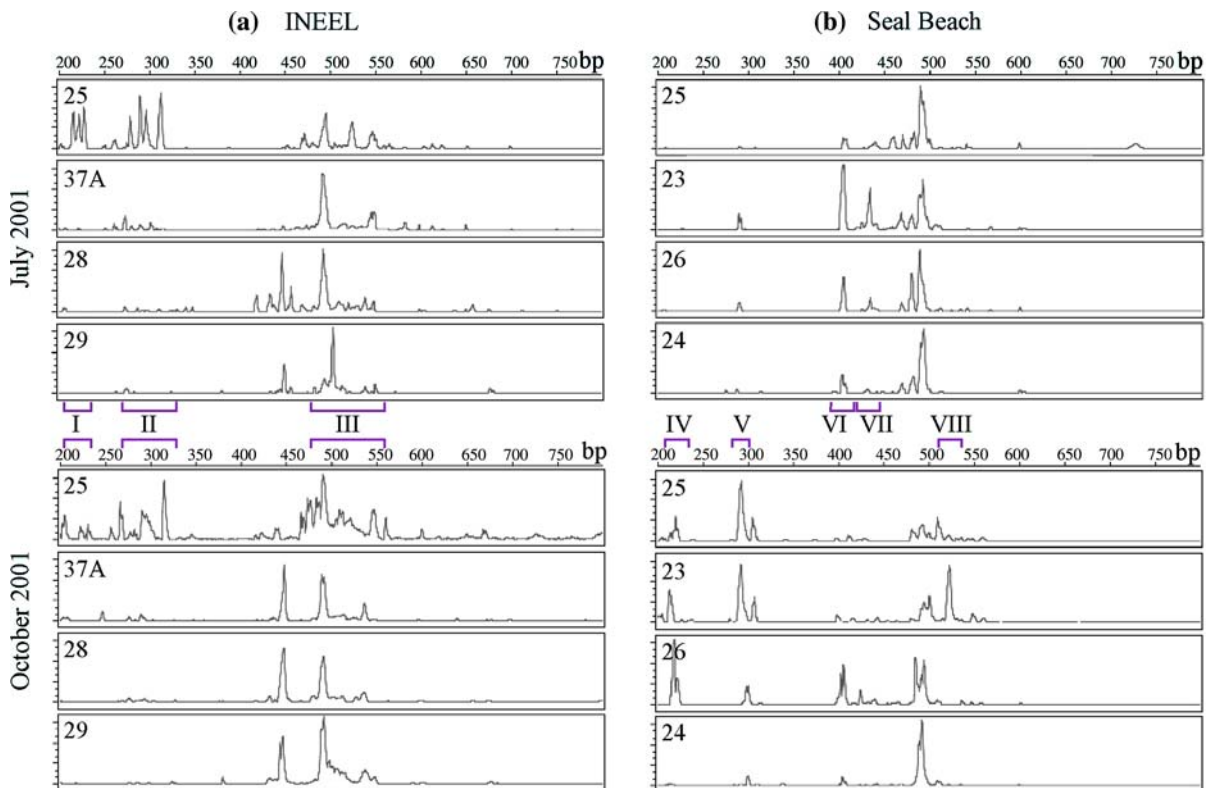 (a) INEEL
(b) Seal Beach
200 250 300 350 400 450 500 550 600 650 700 750 bp
200 250 300 350 400 450 500 550 600 650 700 750 bp
July 2001
25
37A
28
29
25
23
26
24
I II III
IV V VI VII VIII
200 250 300 350 400 450 500 550 600 650 700 750 bp
200 250 300 350 400 450 500 550 600 650 700 750 bp
October 2001
25
37A
28
29
25
23
26
24